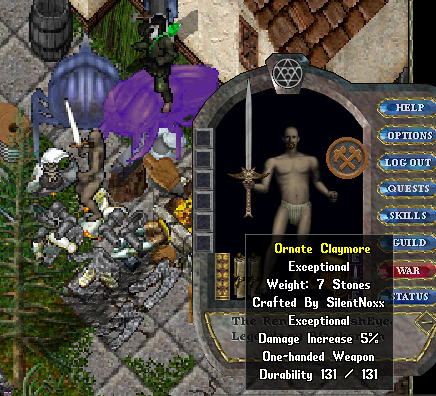 HELP
OPTIONS
LOG OUT
QUESTS
SKILLS
GUILD
WAR
STATUS
Ornate Claymore
Exceptional
Weight: 7 Stones
Crafted By SilentNoxx
Exceptional
Damage Increase 5%
One-handed Weapon
Durability 131 / 131